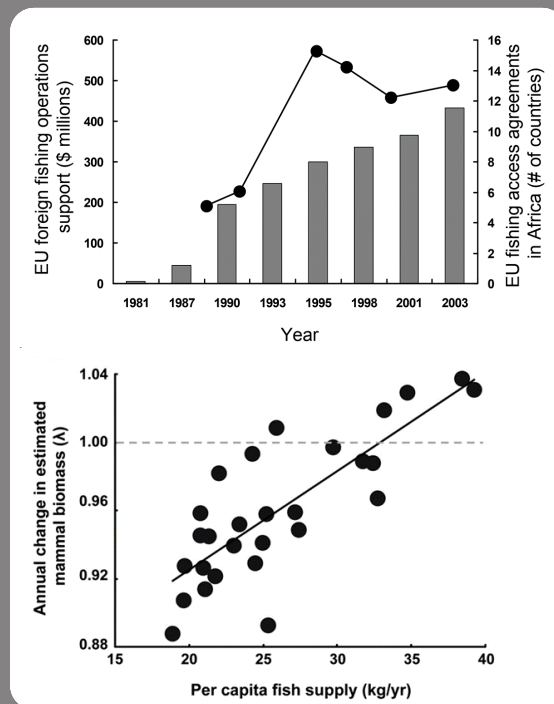 EU foreign fishing operations
support ($ millions)
600
500
400
300
200
100
0
16
14
12
10
8
6
4
2
0
EU fishing access agreements
in Africa (# of countries)
1981 1987 1990 1993 1995 1998 2001 2003
Year
Annual change in estimated
mammal biomass (λ)
1.04
1.00
0.96
0.92
0.88
15 20 25 30 35 40
Per capita fish supply (kg/yr)